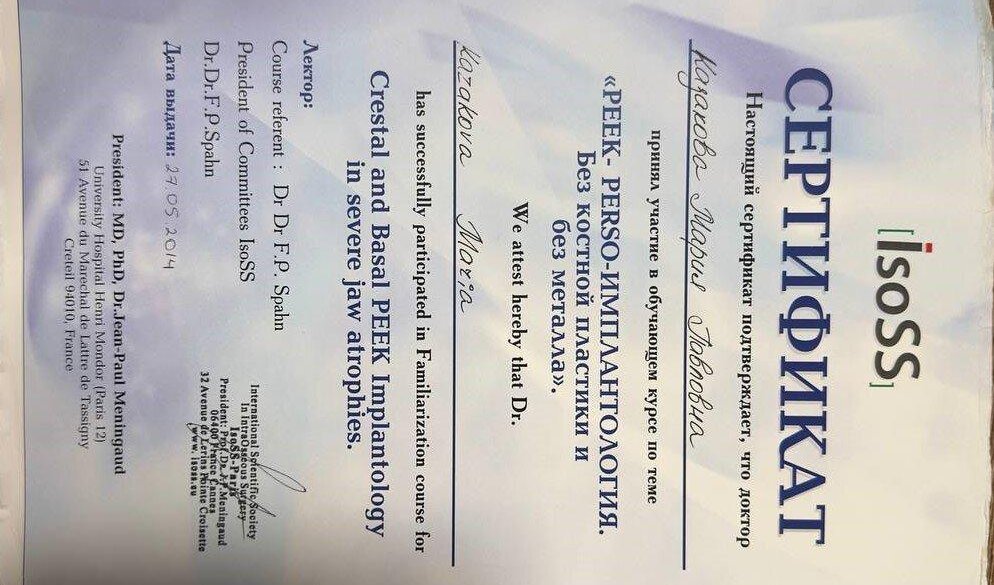 [isoSS]
СЕРТИФИКАТ
Настоящий сертификат подтверждает, что доктор
Казакова Мария Павловна
принял участие в обучающем курсе по теме
«PEEK- PERSO-ИМПЛАНТОЛОГИЯ.
Без костной пластики и
без металла».
We attest hereby that Dr.
Kazakova Maria
has successfully participated in Familiarization course for
Crestal and Basal PEEK Implantology
in severe jaw atrophies.
Лектор:
Course referent : Dr Dr F.P. Spahn
President of Committees IsoSS
Dr.Dr.F.P.Spahn
Дата выдачи: 27.05.2014
International Scientific Society
In IntraOsseous Surgery
IsoSS-Paris
President: Prof.Dr.J.P.Meningaud
06400 France Cannes
32 Avenue de Lerins Pointe Croisette
(www.isoss.eu
President: MD, PhD, Dr.Jean-Paul Meningaud
University Hospital Henri Mondor (Paris 12)
51 Avenue du Marechal de Lattre de Tassigny
Creteil 94010, France